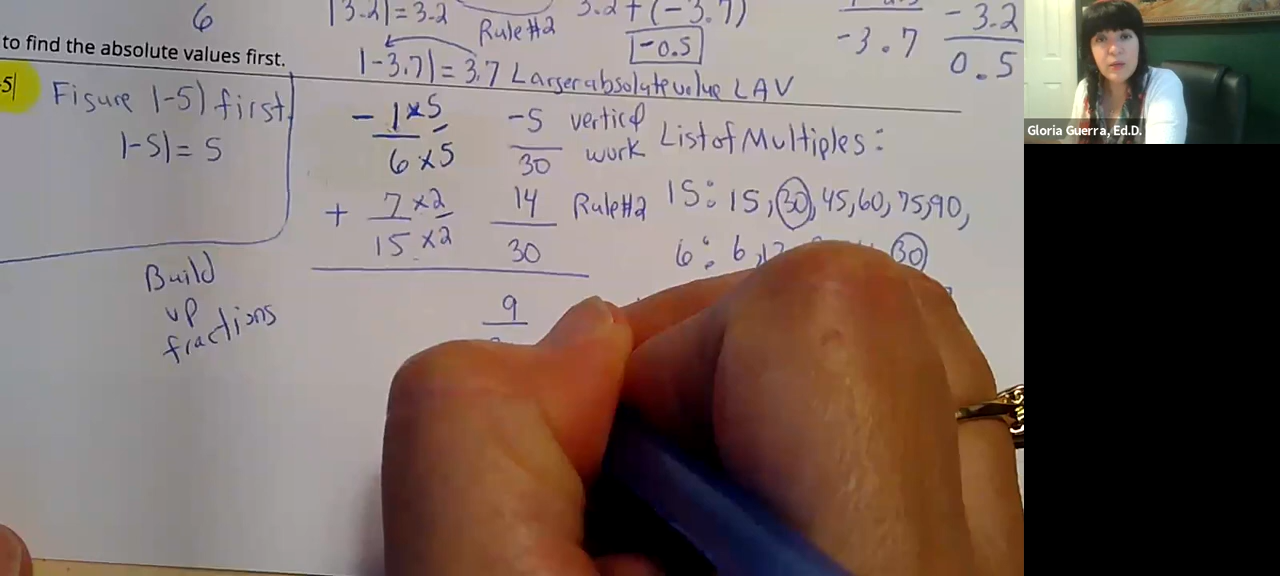 6
|3.2| = 3.2
Rule #2
3.2 + (-3.7)
-0.5
-3.7
-3.2
0.5
to find the absolute values first.
|-3.7| = 3.7 Larger absolute value LAV
5|
Figure |-5| first
|-5| = 5
-1 × 5
6 × 5
+ 7 × 2
15 × 2
-5
30
14
30
9
vertical
work
Rule #2
List of Multiples:
15: 15, 30, 45, 60, 75, 90,
6: 6, 30
Build
up
fractions
Gloria Guerra, Ed.D.